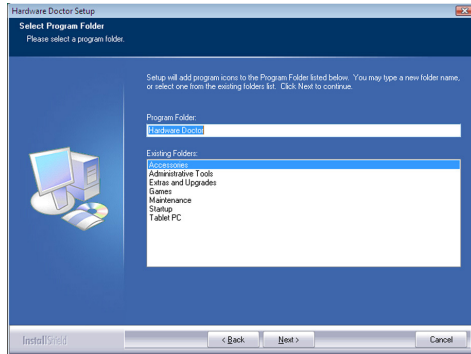 Hardware Doctor Setup
Select Program Folder
Please select a program folder.
Setup will add program icons to the Program Folder listed below. You may type a new folder name,
or select one from the existing folders list. Click Next to continue.
Program Folder:
Hardware Doctor
Existing Folders:
Accessories
Administrative Tools
Extras and Upgrades
Games
Maintenance
Startup
Tablet PC
InstallShield
< Back
Next >
Cancel